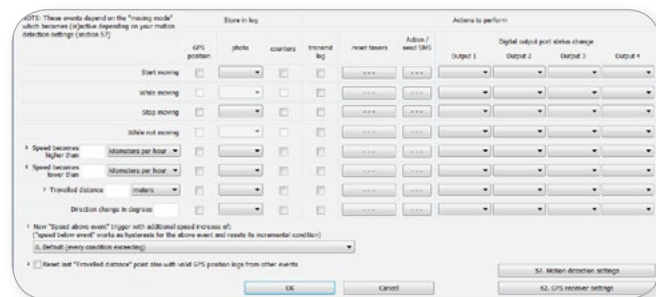 NOTE: These events depend on the "moving mode"
which becomes (in)active depending on your motion
detection settings (section 57)
Store in log
Actions to perform
GPS position
photo
counters
transmit log
reset timers
Action / send SMS
Digital output port status change
Output 1
Output 2
Output 3
Output 4
Start moving
- - -
- - -
While moving
- - -
- - -
Stop moving
- - -
- - -
While not moving
- - -
- - -
Speed becomes higher than
kilometers per hour
- - -
- - -
Speed becomes lower than
kilometers per hour
- - -
- - -
Travelled distance
meters
- - -
- - -
Direction change in degrees
- - -
- - -
New "Speed above event" trigger with additional speed increase of:
("speed below event" works as hysteresis for the above event and resets its incremental condition)
0. Default (every condition exceeding)
Reset last "Travelled distance" point also with valid GPS position logs from other events
57. Motion detection settings
OK
Cancel
62. GPS receiver settings